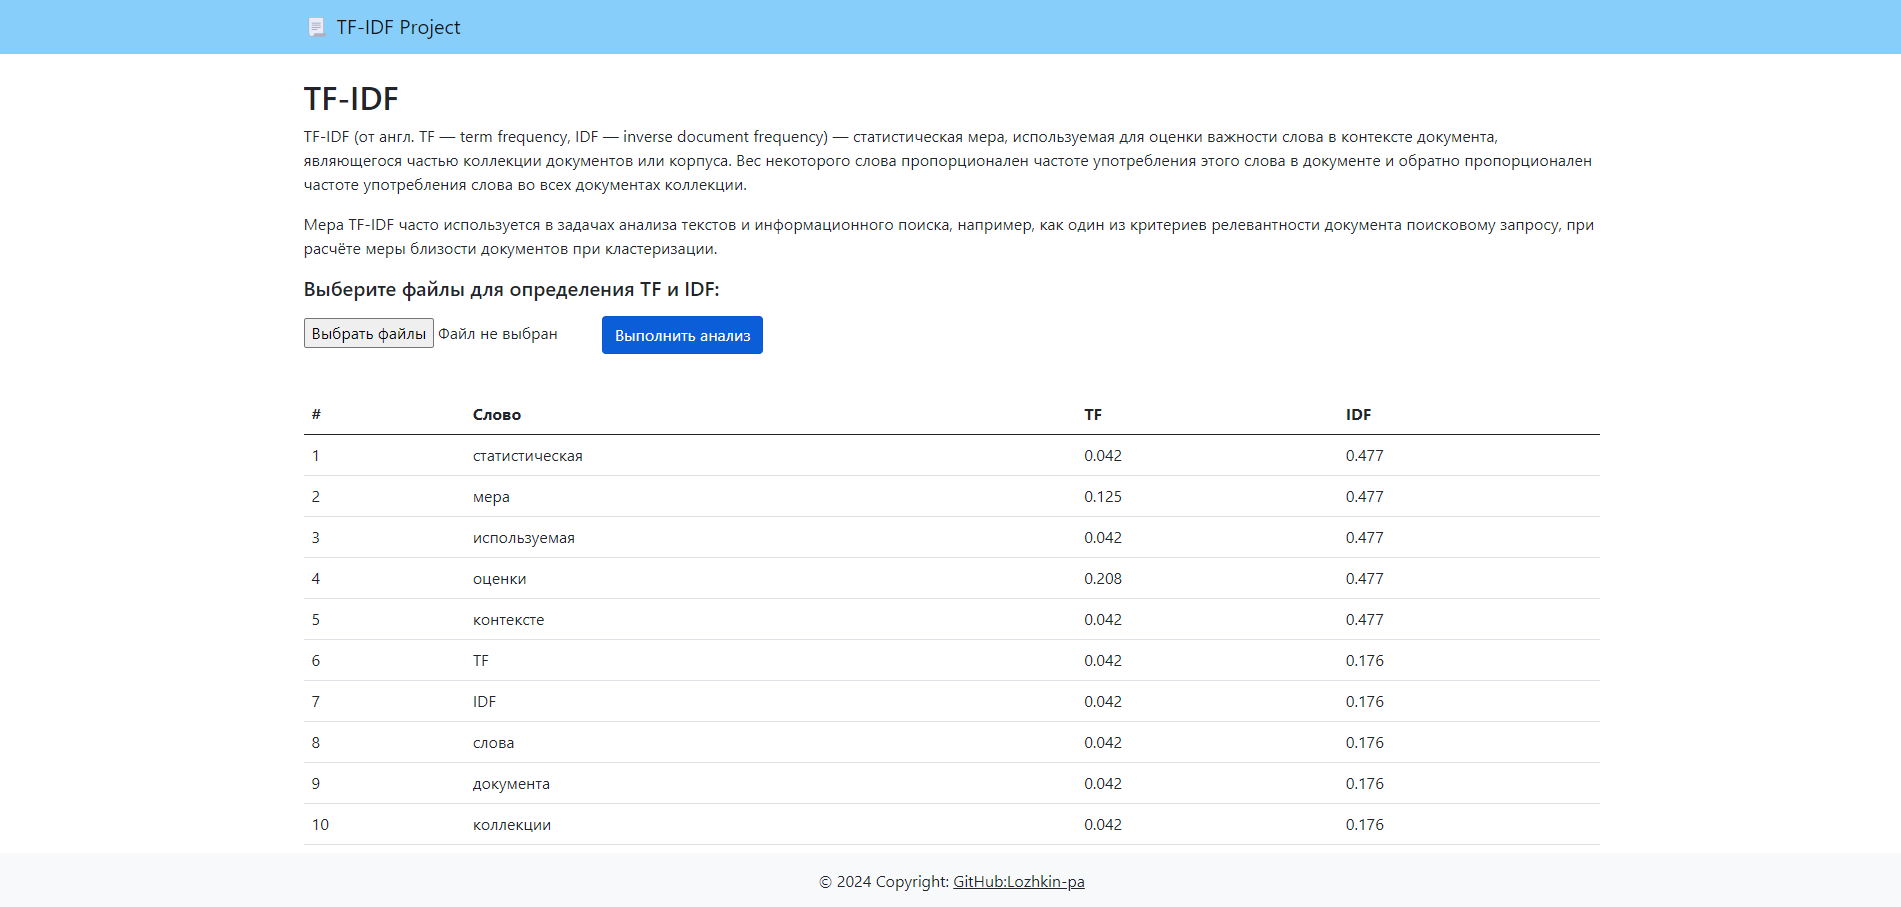 TF-IDF Project
TF-IDF
TF-IDF (от англ. TF — term frequency, IDF — inverse document frequency) — статистическая мера, используемая для оценки важности слова в контексте документа,
являющегося частью коллекции документов или корпуса. Вес некоторого слова пропорционален частоте употребления этого слова в документе и обратно пропорционален
частоте употребления слова во всех документах коллекции.
Мера TF-IDF часто используется в задачах анализа текстов и информационного поиска, например, как один из критериев релевантности документа поисковому запросу, при
расчёте меры близости документов при кластеризации.
Выберите файлы для определения TF и IDF:
Выбрать файлы Файл не выбран Выполнить анализ
# Слово TF IDF
1 статистическая 0.042 0.477
2 мера 0.125 0.477
3 используемая 0.042 0.477
4 оценки 0.208 0.477
5 контексте 0.042 0.477
6 TF 0.042 0.176
7 IDF 0.042 0.176
8 слова 0.042 0.176
9 документа 0.042 0.176
10 коллекции 0.042 0.176
© 2024 Copyright: GitHub:Lozhkin-pa